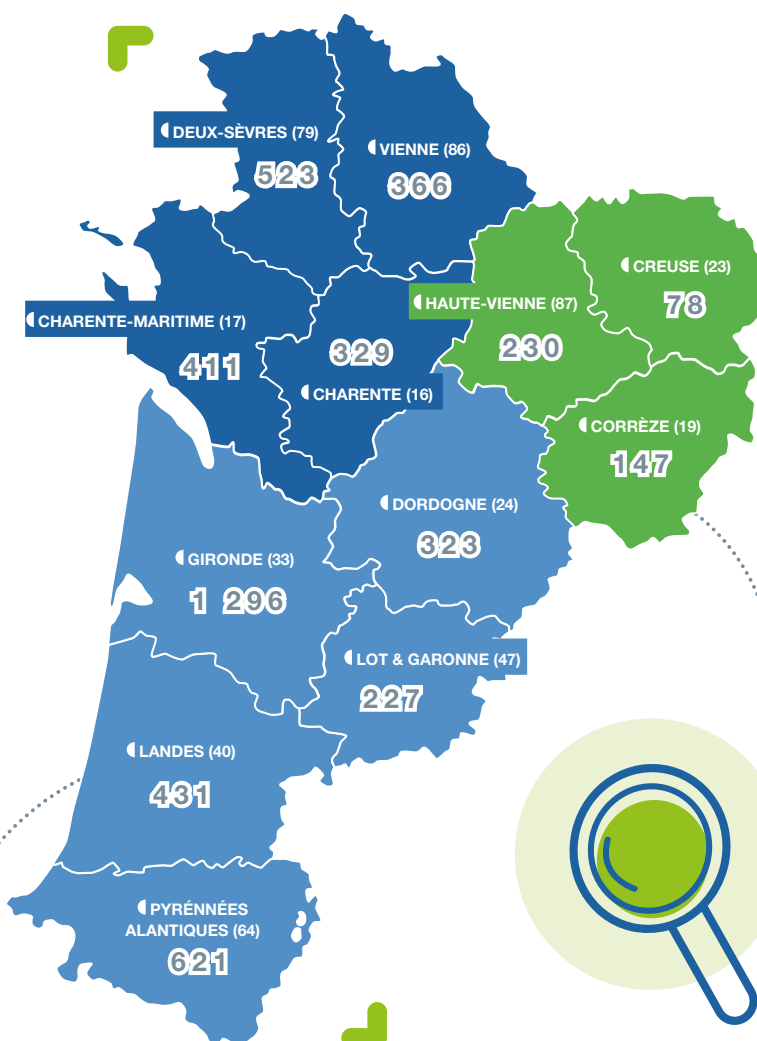 DEUX-SÈVRES (79)
523
VIENNE (86)
366
CREUSE (23)
78
HAUTE-VIENNE (87)
230
CHARENTE-MARITIME (17)
411
329
CHARENTE (16)
CORRÈZE (19)
147
DORDOGNE (24)
323
GIRONDE (33)
1 296
LOT & GARONNE (47)
227
LANDES (40)
431
PYRÉNNÉES
ALANTIQUES (64)
621